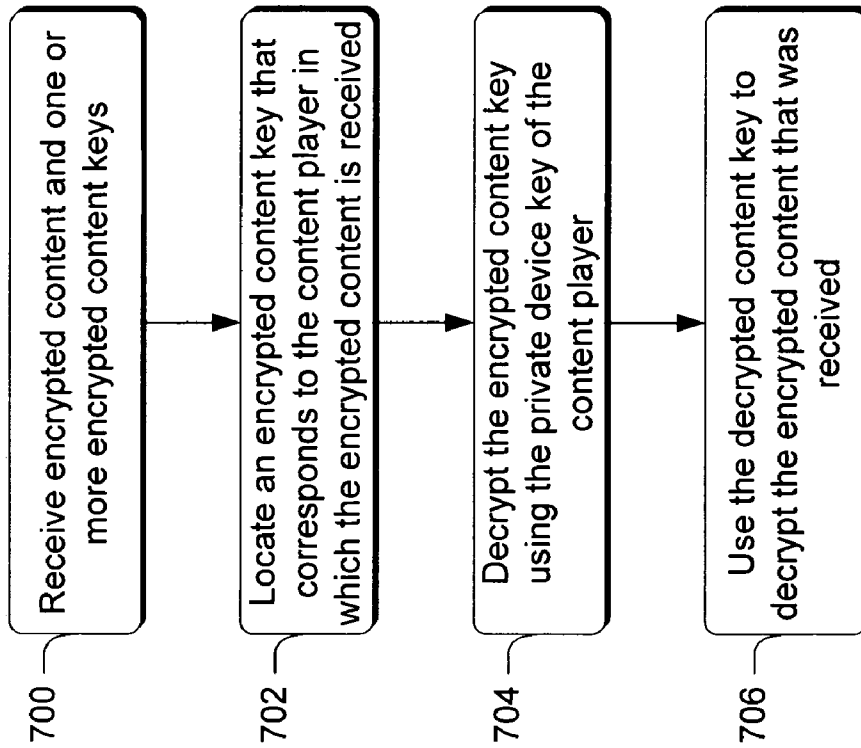 700
Receive encrypted content and one or
more encrypted content keys
702
Locate an encrypted content key that
corresponds to the content player in
which the encrypted content is received
704
Decrypt the encrypted content key
using the private device key of the
content player
706
Use the decrypted content key to
decrypt the encrypted content that was
received